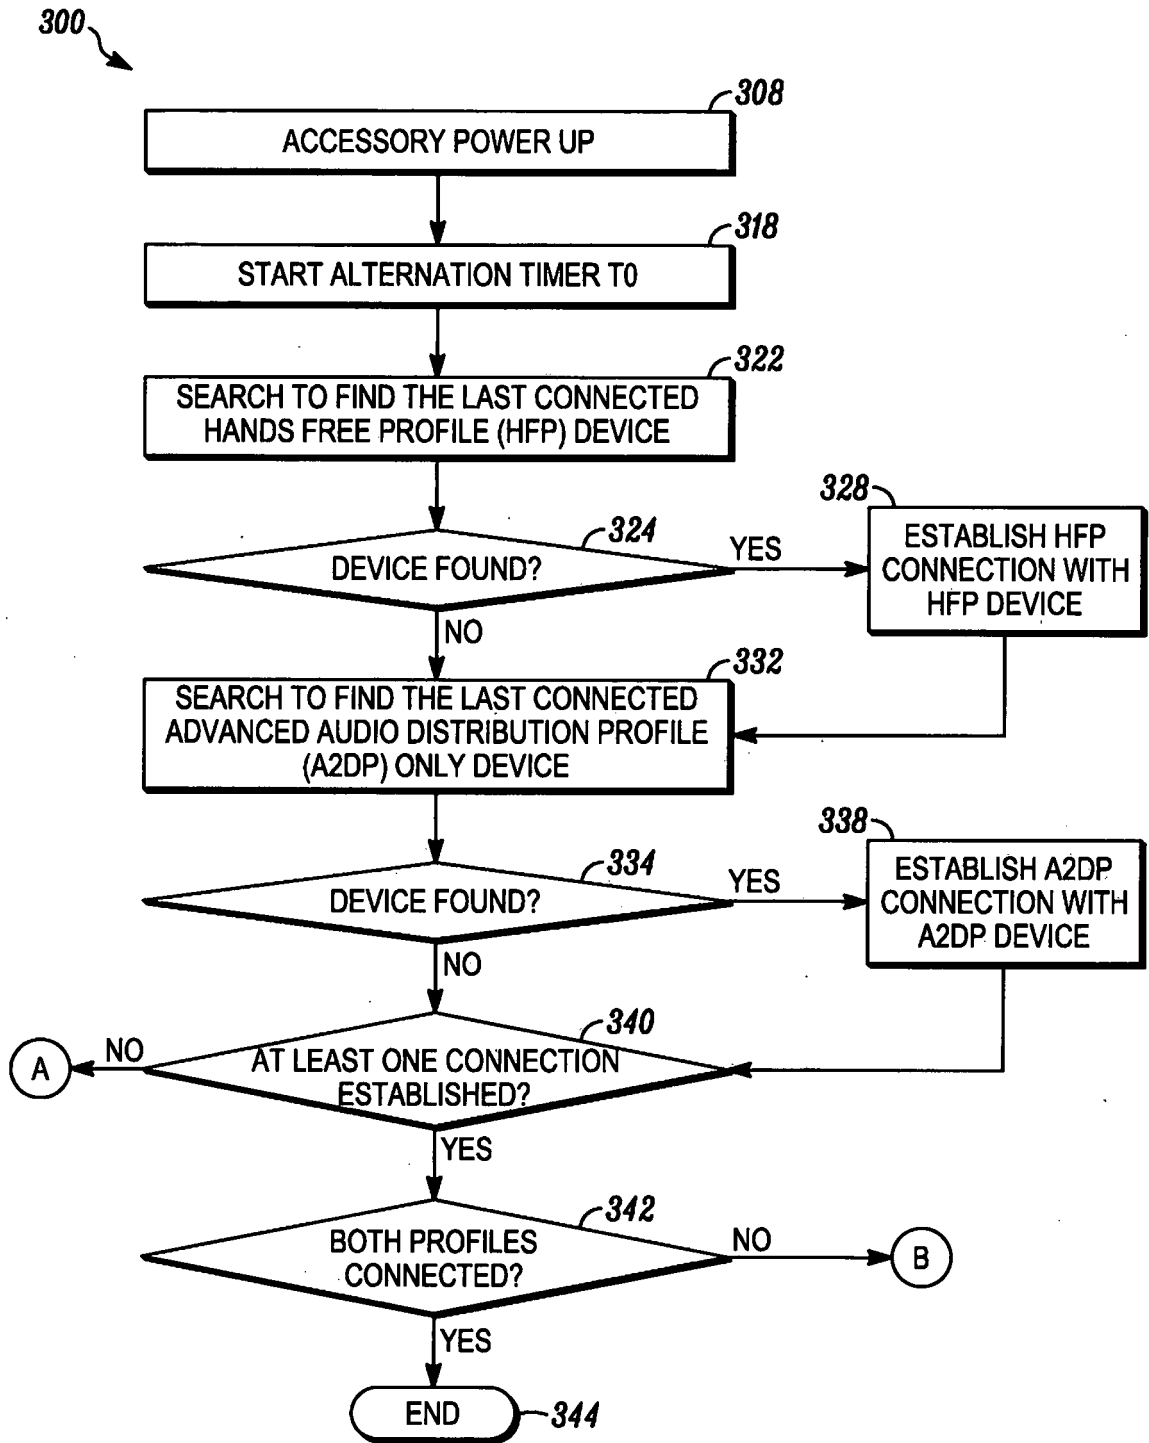 300
308
ACCESSORY POWER UP
318
START ALTERNATION TIMER T0
322
SEARCH TO FIND THE LAST CONNECTED
HANDS FREE PROFILE (HFP) DEVICE
324
DEVICE FOUND?
YES
328
ESTABLISH HFP
CONNECTION WITH
HFP DEVICE
NO
332
SEARCH TO FIND THE LAST CONNECTED
ADVANCED AUDIO DISTRIBUTION PROFILE
(A2DP) ONLY DEVICE
334
DEVICE FOUND?
YES
338
ESTABLISH A2DP
CONNECTION WITH
A2DP DEVICE
NO
340
AT LEAST ONE CONNECTION
ESTABLISHED?
NO
A
YES
342
BOTH PROFILES
CONNECTED?
NO
B
YES
END
344